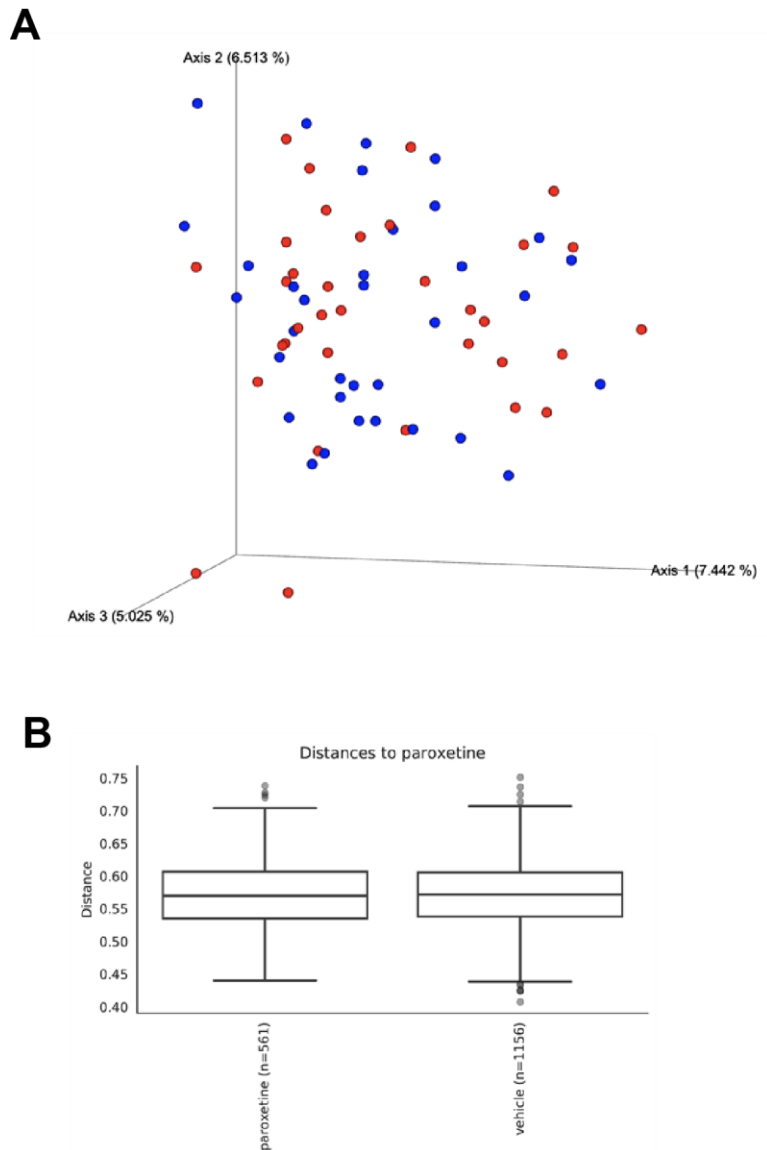 A
Axis 2 (6.513 %)
Axis 1 (7.442 %)
Axis 3 (5.025 %)
B
Distances to paroxetine
Distance
0.75
0.70
0.65
0.60
0.55
0.50
0.45
0.40
paroxetine (n=561)
vehicle (n=1156)